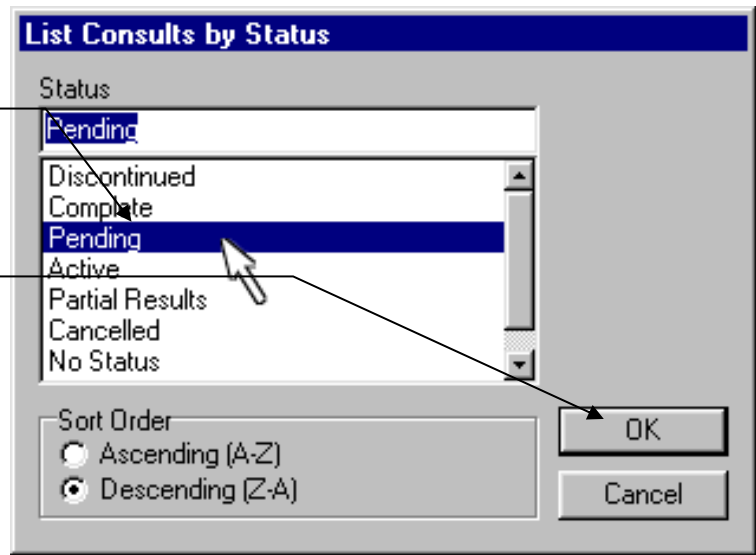 List Consults by Status
Status
Pending
Discontinued
Complete
Pending
Active
Partial Results
Cancelled
No Status
Sort Order
Ascending (A-Z)
Descending (Z-A)
OK
Cancel